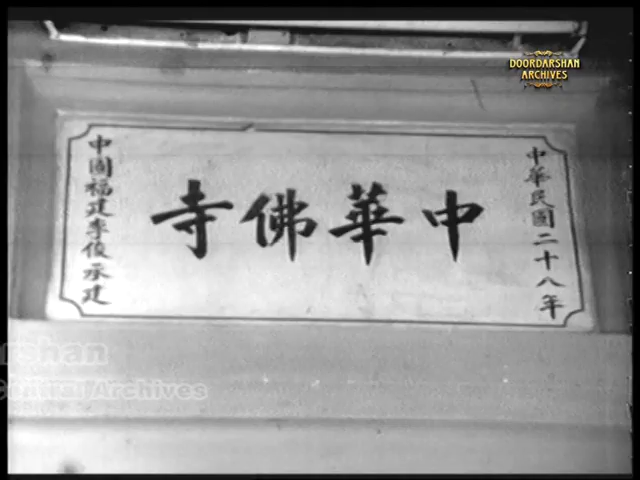 DOORDARSHAN
ARCHIVES
中華民國二十八年
中華佛寺
中國福建李俊承建
rshan
Central Archives